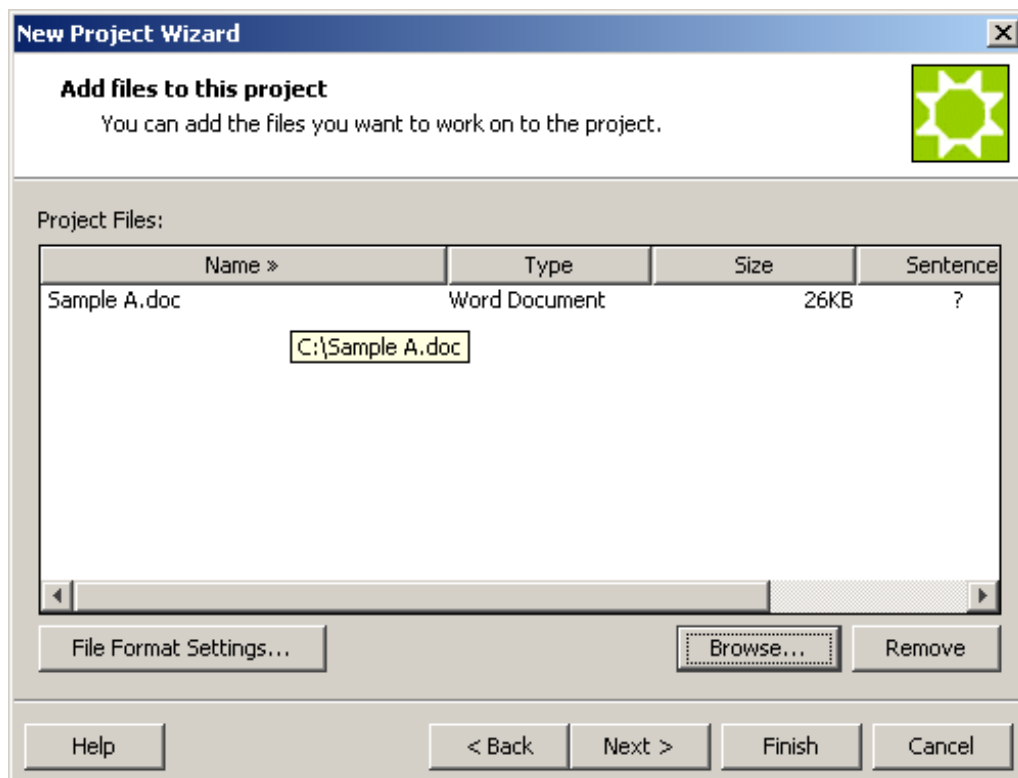 New Project Wizard
Add files to this project
You can add the files you want to work on to the project.
Project Files:
Name » Type Size Sentence
Sample A.doc Word Document 26KB ?
C:\Sample A.doc
File Format Settings... Browse... Remove
Help < Back Next > Finish Cancel